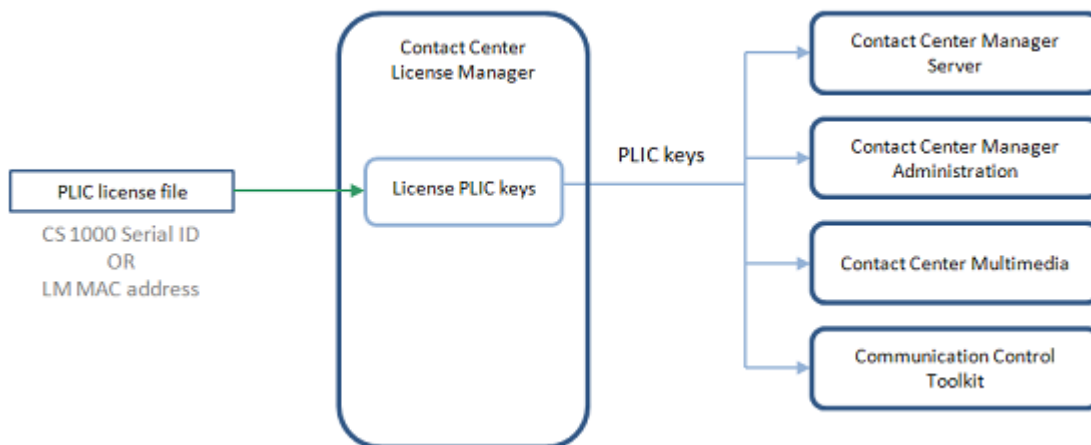 PLIC license file
CS 1000 Serial ID
OR
LM MAC address
Contact Center
License Manager
License PLIC keys
PLIC keys
Contact Center Manager
Server
Contact Center Manager
Administration
Contact Center Multimedia
Communication Control
Toolkit